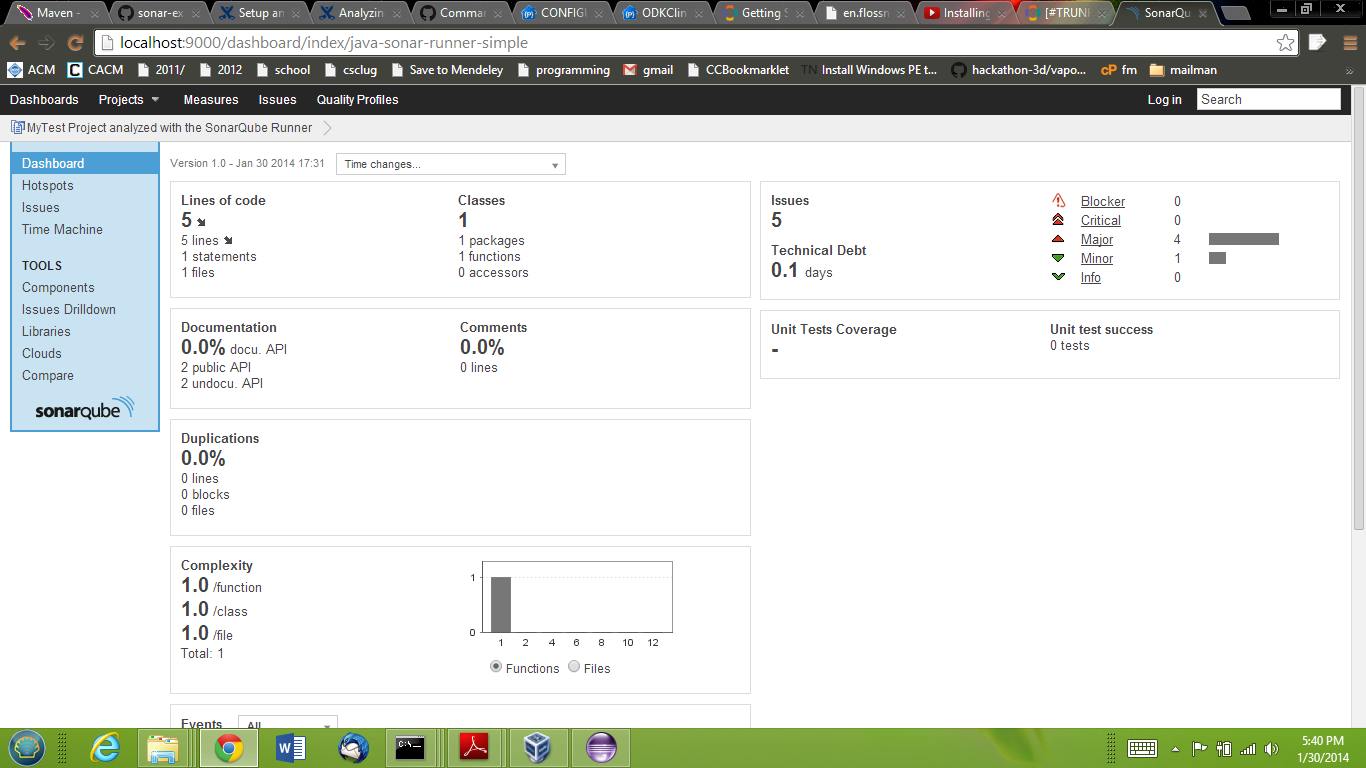 Maven -
sonar-ex
Setup an
Analyzin
Comman
CONFIGU
ODKClin
Getting S
en.flossm
Installing
[#TRUN
SonarQu
localhost:9000/dashboard/index/java-sonar-runner-simple
ACM
CACM
2011/
2012
school
csclug
Save to Mendeley
programming
gmail
CCBookmarklet
TN Install Windows PE t...
hackathon-3d/vapo...
cP fm
mailman
»
Dashboards Projects Measures Issues Quality Profiles Log in Search
MyTest Project analyzed with the SonarQube Runner
Dashboard
Hotspots
Issues
Time Machine
TOOLS
Components
Issues Drilldown
Libraries
Clouds
Compare
sonarqube
Version 1.0 - Jan 30 2014 17:31 Time changes...
Lines of code
5
5 lines
1 statements
1 files
Classes
1
1 packages
1 functions
0 accessors
Documentation
0.0% docu. API
2 public API
2 undocu. API
Comments
0.0%
0 lines
Duplications
0.0%
0 lines
0 blocks
0 files
Complexity
1.0 /function
1.0 /class
1.0 /file
Total: 1
1
0
1 2 4 6 8 10 12
Functions Files
Events All
Issues
5
Technical Debt
0.1 days
Blocker 0
Critical 0
Major 4
Minor 1
Info 0
Unit Tests Coverage
-
Unit test success
0 tests
C:\
5:40 PM
1/30/2014